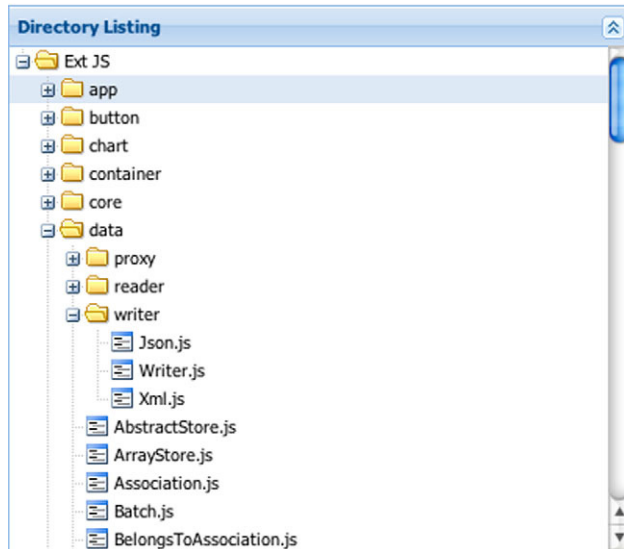 Directory Listing
Ext JS
app
button
chart
container
core
data
proxy
reader
writer
Json.js
Writer.js
Xml.js
AbstractStore.js
ArrayStore.js
Association.js
Batch.js
BelongsToAssociation.js